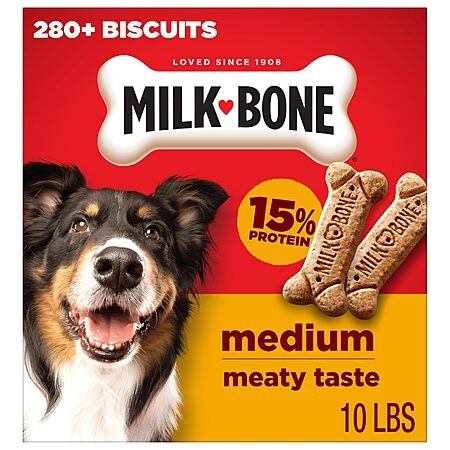 280+ BISCUITS
LOVED SINCE 1908
MILK♥BONE
®
15%
PROTEIN
MILK♥BONE
MILK♥BONE
medium
meaty taste
10 LBS